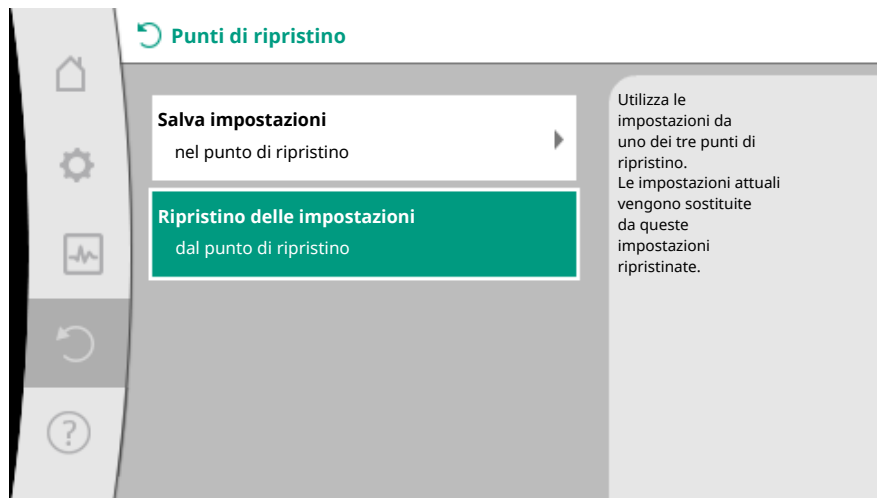 Punti di ripristino
Salva impostazioni
nel punto di ripristino
Ripristino delle impostazioni
dal punto di ripristino
Utilizza le
impostazioni da
uno dei tre punti di
ripristino.
Le impostazioni attuali
vengono sostituite
da queste
impostazioni
ripristinate.
?